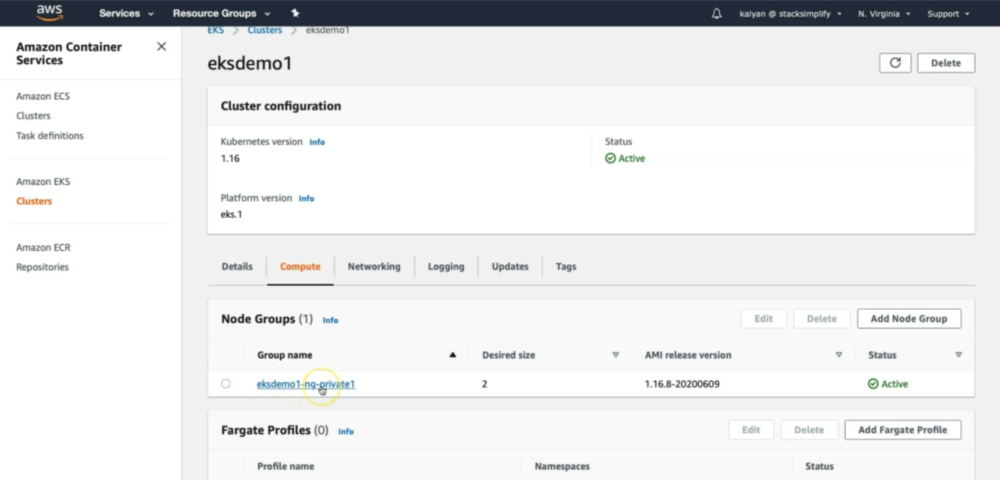 aws Services Resource Groups kalyan @ stacksimplify N. Virginia Support
EKS Clusters eksdemo1
Amazon Container
Services
Amazon ECS
Clusters
Task definitions
Amazon EKS
Clusters
Amazon ECR
Repositories
eksdemo1
Delete
Cluster configuration
Kubernetes version Info
1.16
Status
Active
Platform version Info
eks.1
Details Compute Networking Logging Updates Tags
Node Groups (1) Info Edit Delete Add Node Group
Group name Desired size AMI release version Status
eksdemo1-ng-private1 2 1.16.8-20200609 Active
Fargate Profiles (0) Info Edit Delete Add Fargate Profile
Profile name Namespaces Status